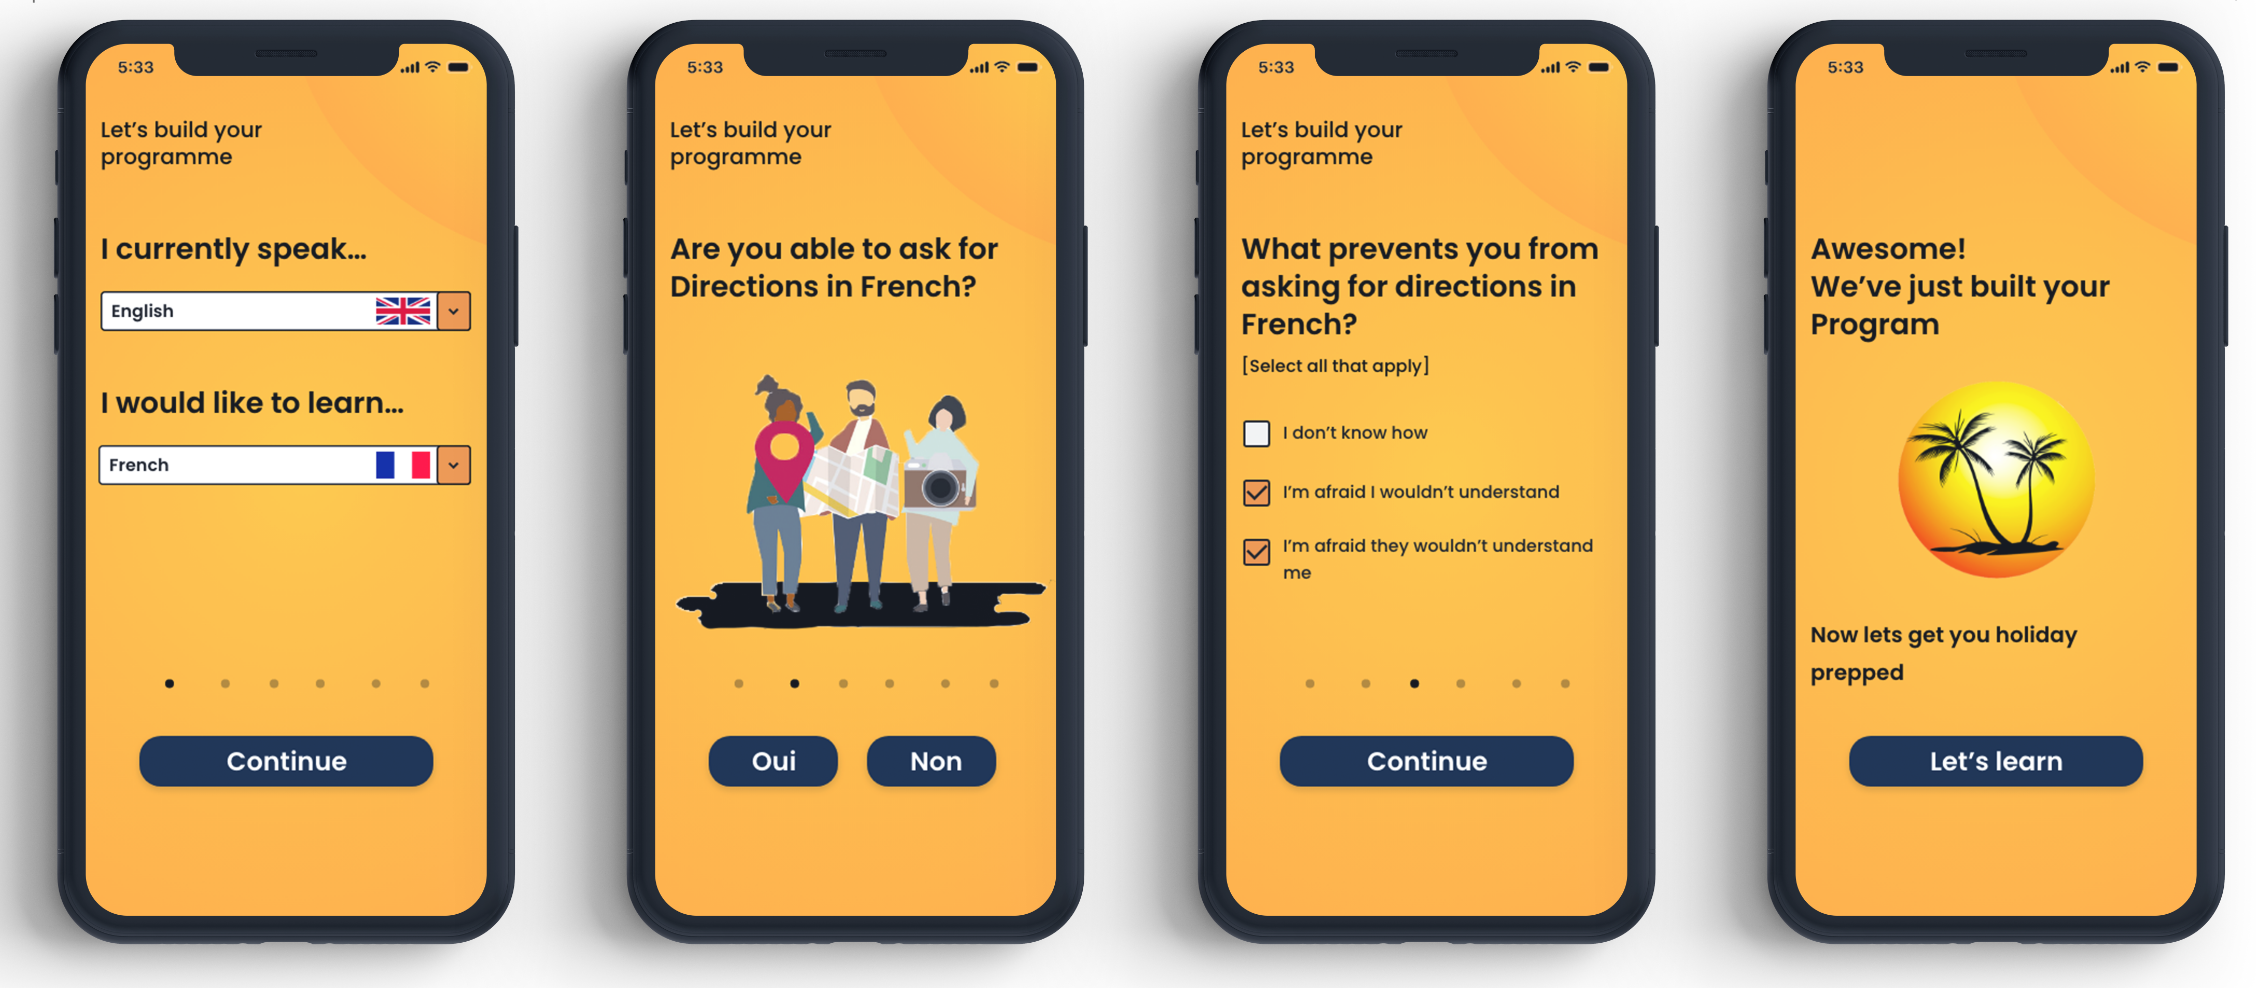 5:33
Let's build your
programme
I currently speak...
English
I would like to learn...
French
Continue
5:33
Let's build your
programme
Are you able to ask for
Directions in French?
Oui
Non
5:33
Let's build your
programme
What prevents you from
asking for directions in
French?
[Select all that apply]
I don't know how
I'm afraid I wouldn't understand
I'm afraid they wouldn't understand
me
Continue
5:33
Awesome!
We've just built your
Program
Now lets get you holiday
prepped
Let's learn